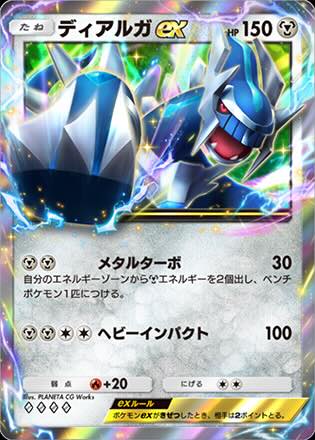 たね ディアルガex HP 150
メタルターボ 30
自分のエネルギーゾーンからエネルギーを2個出し、ベンチ
ポケモン1匹につける。
ヘビーインパクト 100
弱点 +20 にげる
Illus. PLANETA CG Works
exルール
ポケモンexがきぜつしたとき、相手は2ポイントとる。